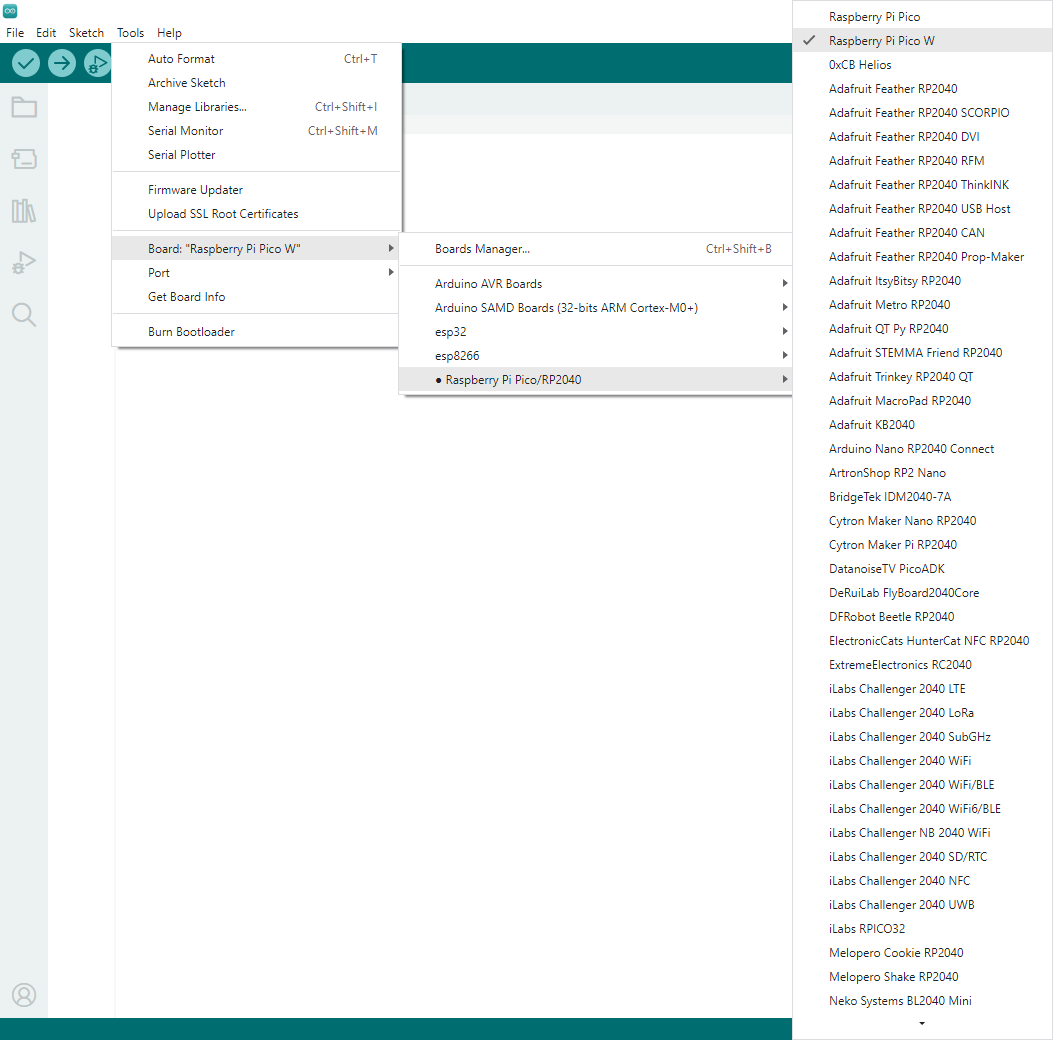 File Edit Sketch Tools Help
Auto Format Ctrl+T
Archive Sketch
Manage Libraries... Ctrl+Shift+I
Serial Monitor Ctrl+Shift+M
Serial Plotter
Firmware Updater
Upload SSL Root Certificates
Board: "Raspberry Pi Pico W"
Port
Get Board Info
Burn Bootloader
Boards Manager... Ctrl+Shift+B
Arduino AVR Boards
Arduino SAMD Boards (32-bits ARM Cortex-M0+)
esp32
esp8266
● Raspberry Pi Pico/RP2040
Raspberry Pi Pico
Raspberry Pi Pico W
0xCB Helios
Adafruit Feather RP2040
Adafruit Feather RP2040 SCORPIO
Adafruit Feather RP2040 DVI
Adafruit Feather RP2040 RFM
Adafruit Feather RP2040 ThinkINK
Adafruit Feather RP2040 USB Host
Adafruit Feather RP2040 CAN
Adafruit Feather RP2040 Prop-Maker
Adafruit ItsyBitsy RP2040
Adafruit Metro RP2040
Adafruit QT Py RP2040
Adafruit STEMMA Friend RP2040
Adafruit Trinkey RP2040 QT
Adafruit MacroPad RP2040
Adafruit KB2040
Arduino Nano RP2040 Connect
ArtronShop RP2 Nano
BridgeTek IDM2040-7A
Cytron Maker Nano RP2040
Cytron Maker Pi RP2040
DatanoiseTV PicoADK
DeRuiLab FlyBoard2040Core
DFRobot Beetle RP2040
ElectronicCats HunterCat NFC RP2040
ExtremeElectronics RC2040
iLabs Challenger 2040 LTE
iLabs Challenger 2040 LoRa
iLabs Challenger 2040 SubGHz
iLabs Challenger 2040 WiFi
iLabs Challenger 2040 WiFi/BLE
iLabs Challenger 2040 WiFi6/BLE
iLabs Challenger NB 2040 WiFi
iLabs Challenger 2040 SD/RTC
iLabs Challenger 2040 NFC
iLabs Challenger 2040 UWB
iLabs RPICO32
Melopero Cookie RP2040
Melopero Shake RP2040
Neko Systems BL2040 Mini